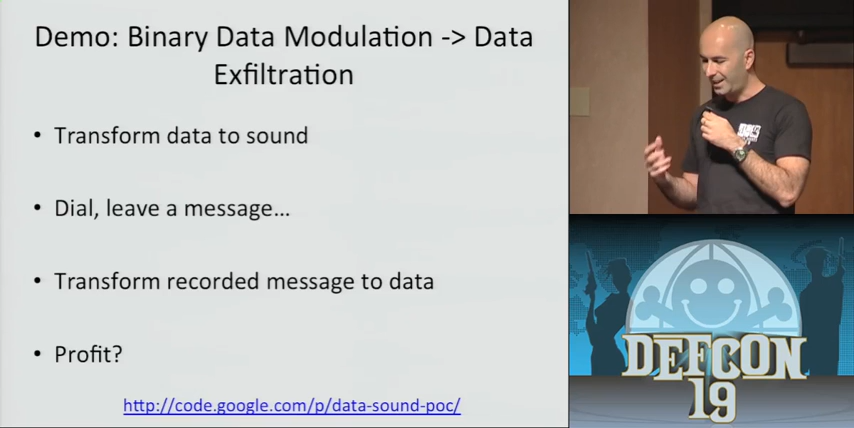 Demo: Binary Data Modulation -> Data
Exfiltration
• Transform data to sound
• Dial, leave a message...
• Transform recorded message to data
• Profit?
http://code.google.com/p/data-sound-poc/
DEFCON
19